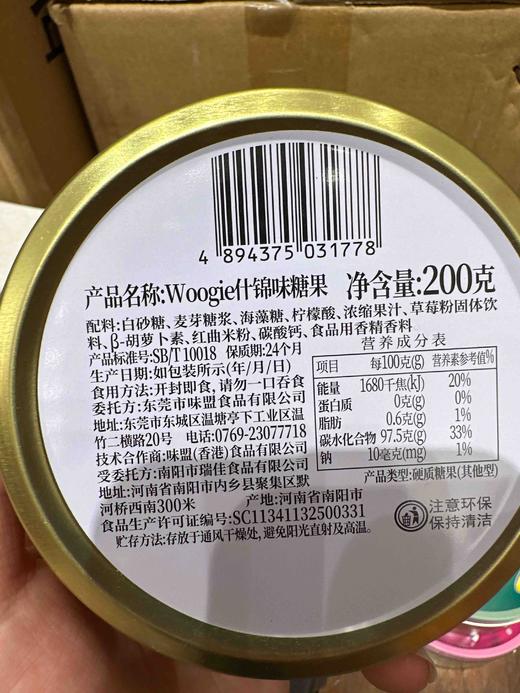 4 894375 031778
产品名称:Woogie什锦味糖果 净含量:200克
配料:白砂糖、麦芽糖浆、海藻糖、柠檬酸、浓缩果汁、草莓粉固体饮
料、β-胡萝卜素、红曲米粉、碳酸钙、食品用香精香料
产品标准号:SB/T 10018 保质期:24个月
生产日期:如包装所示(年/月/日)
食用方法:开封即食,请勿一口吞食
委托方:东莞市味盟食品有限公司
地址:东莞市东城区温塘亭下工业区温
竹二横路20号 电话:0769-23077718
技术合作商:味盟(香港)食品有限公司
受委托方:南阳市瑞佳食品有限公司
地址:河南省南阳市内乡县聚集区默
河桥西南300米 产地:河南省南阳市
食品生产许可证编号:SC11341132500331
贮存方法:存放于通风干燥处,避免阳光直射及高温。
营养成分表
项目 每100克(g) 营养素参考值%
能量 1680千焦(kJ) 20%
蛋白质 0克(g) 0%
脂肪 0.6克(g) 1%
碳水化合物 97.5克(g) 33%
钠 10毫克(mg) 1%
产品类型:硬质糖果(其他型)
注意环保
保持清洁